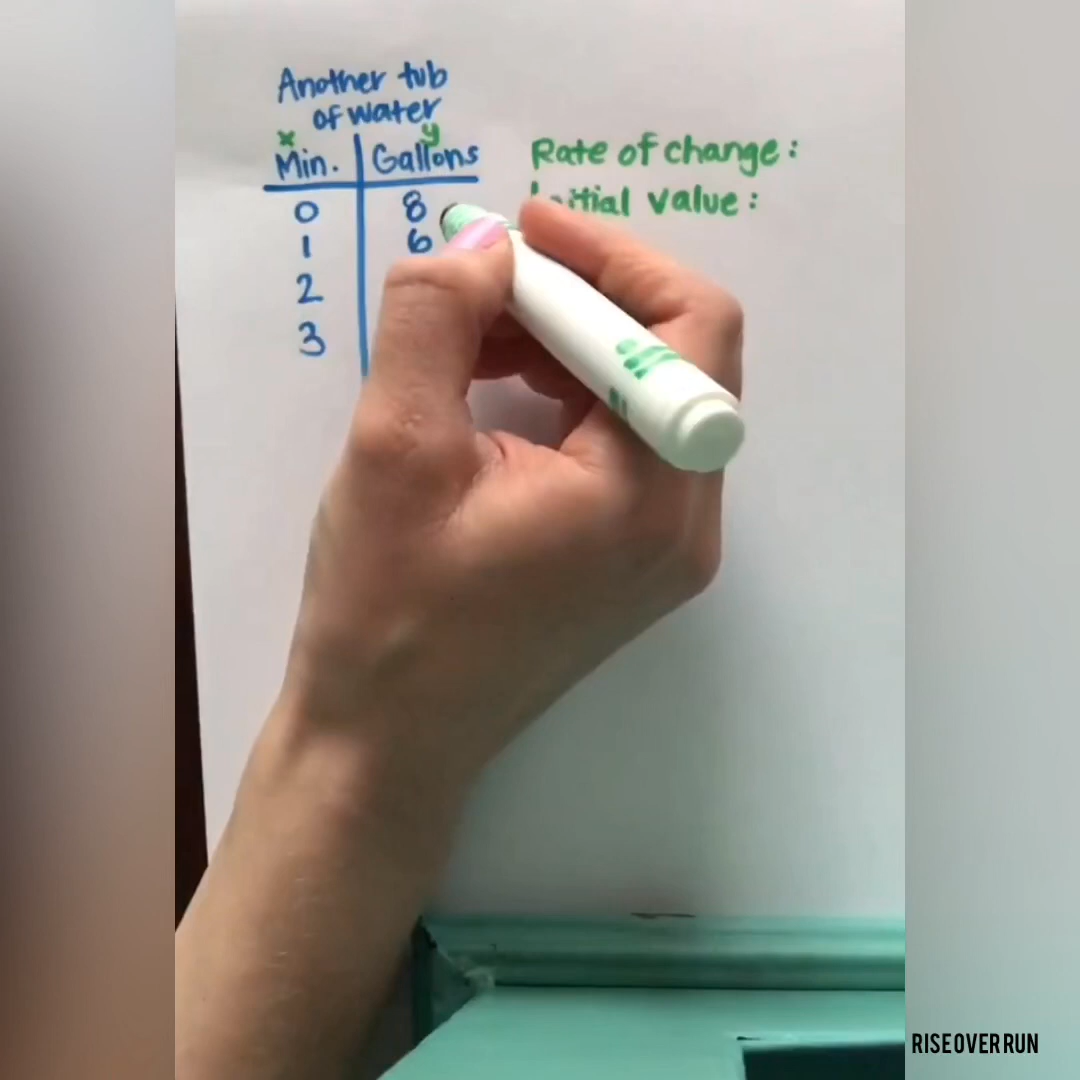 Another tub
of water
x y
Min. Gallons
Rate of change:
Initial value:
0 8
1 6
2
3
RISE OVER RUN